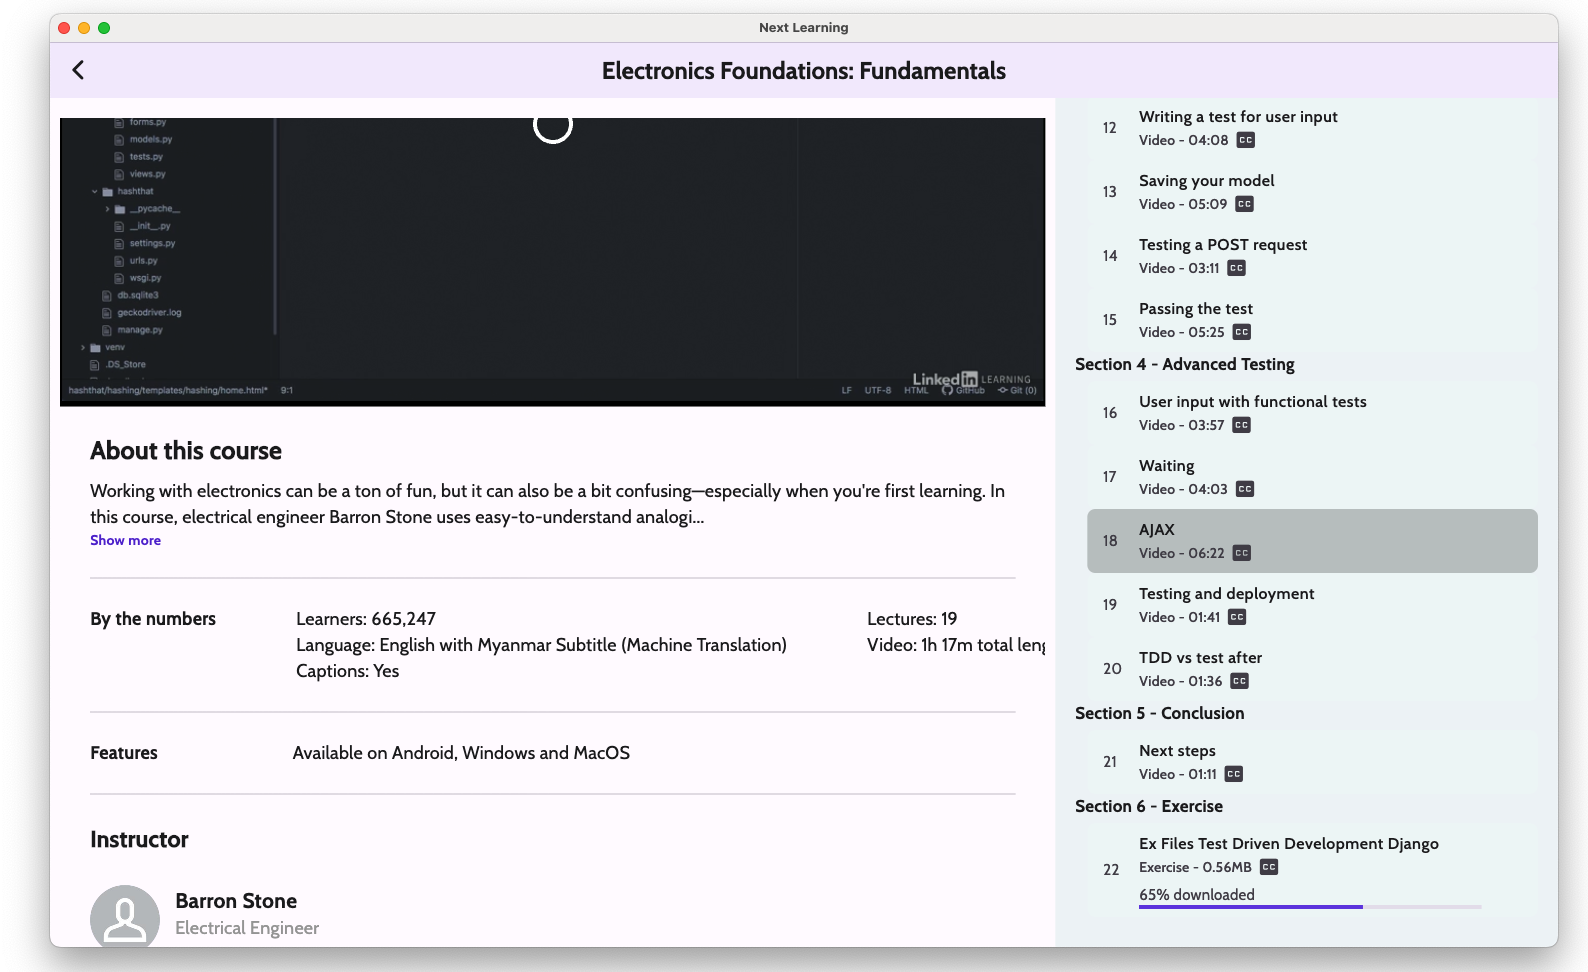 Next Learning
Electronics Foundations: Fundamentals
forms.py
models.py
tests.py
views.py
hashthat
__pycache__
__init__.py
settings.py
urls.py
wsgi.py
db.sqlite3
geckodriver.log
manage.py
venv
.DS_Store
Linked in LEARNING
hashthat/hashing/templates/hashing/home.html* 9:1 LF UTF-8 HTML GitHub Git (0)
About this course
Working with electronics can be a ton of fun, but it can also be a bit confusing—especially when you're first learning. In
this course, electrical engineer Barron Stone uses easy-to-understand analogi...
Show more
By the numbers
Learners: 665,247
Language: English with Myanmar Subtitle (Machine Translation)
Captions: Yes
Lectures: 19
Video: 1h 17m total leng
Features
Available on Android, Windows and MacOS
Instructor
Barron Stone
Electrical Engineer
12
Writing a test for user input
Video - 04:08 CC
13
Saving your model
Video - 05:09 CC
14
Testing a POST request
Video - 03:11 CC
15
Passing the test
Video - 05:25 CC
Section 4 - Advanced Testing
16
User input with functional tests
Video - 03:57 CC
17
Waiting
Video - 04:03 CC
18
AJAX
Video - 06:22 CC
19
Testing and deployment
Video - 01:41 CC
20
TDD vs test after
Video - 01:36 CC
Section 5 - Conclusion
21
Next steps
Video - 01:11 CC
Section 6 - Exercise
22
Ex Files Test Driven Development Django
Exercise - 0.56MB CC
65% downloaded